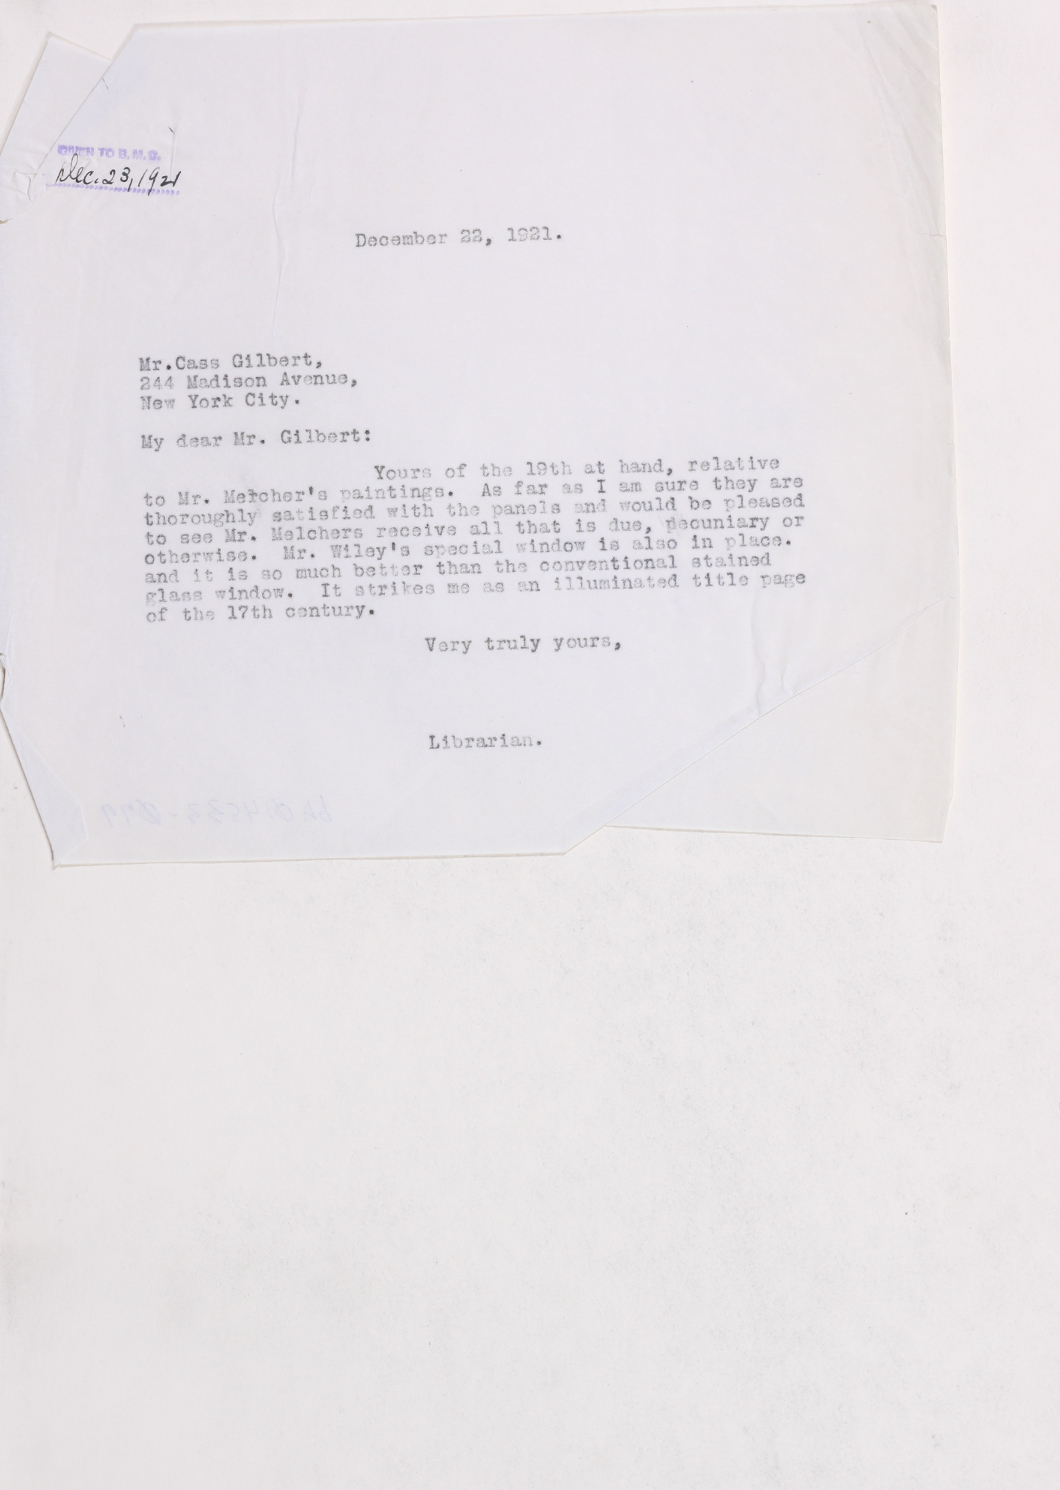 GIVEN TO B.M.G.
Dec. 23, 1921
December 22, 1921.
Mr.Cass Gilbert,
244 Madison Avenue,
New York City.
My dear Mr. Gilbert:
Yours of the 19th at hand, relative
to Mr. Melcher's paintings. As far as I am sure they are
thoroughly satisfied with the panels and would be pleased
to see Mr. Melchers receive all that is due, pecuniary or
otherwise. Mr. Wiley's special window is also in place.
and it is so much better than the conventional stained
glass window. It strikes me as an illuminated title page
of the 17th century.
Very truly yours,
Librarian.